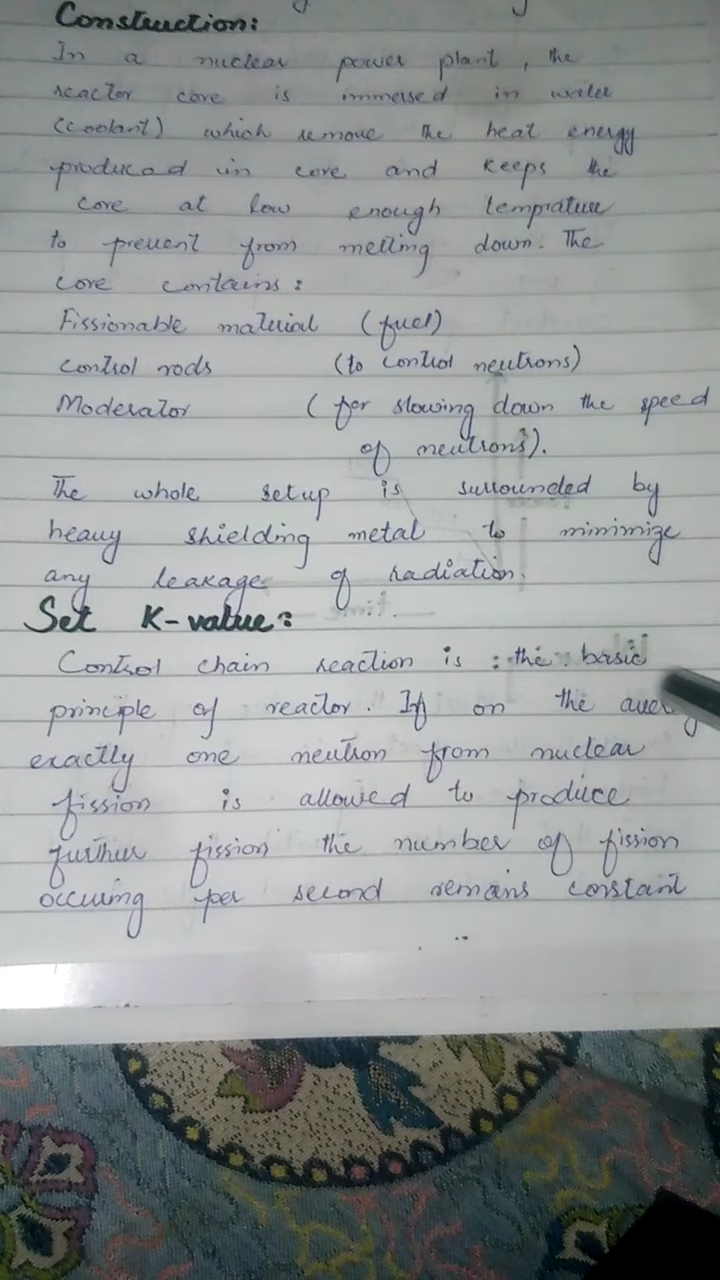 Construction:
In a nuclear power plant, the
reactor core is immersed in water
(coolant) which remove the heat energy
producad in core and keeps the
core at low enough temprature
to prevent from melting down. The
core contains:
Fissionable material (fuel)
control rods (to control neutrons)
Moderator (for slowing down the speed
of neutrons).
The whole setup is surrounded by
heavy shielding metal to minimize
any leakage of radiation.
Set K-value:
Control chain reaction is : the basic
principle of reactor. If on the
exactly one neutron from nuclear
fission is allowed to produce
further fission the number of fission
occuring per second remans constant